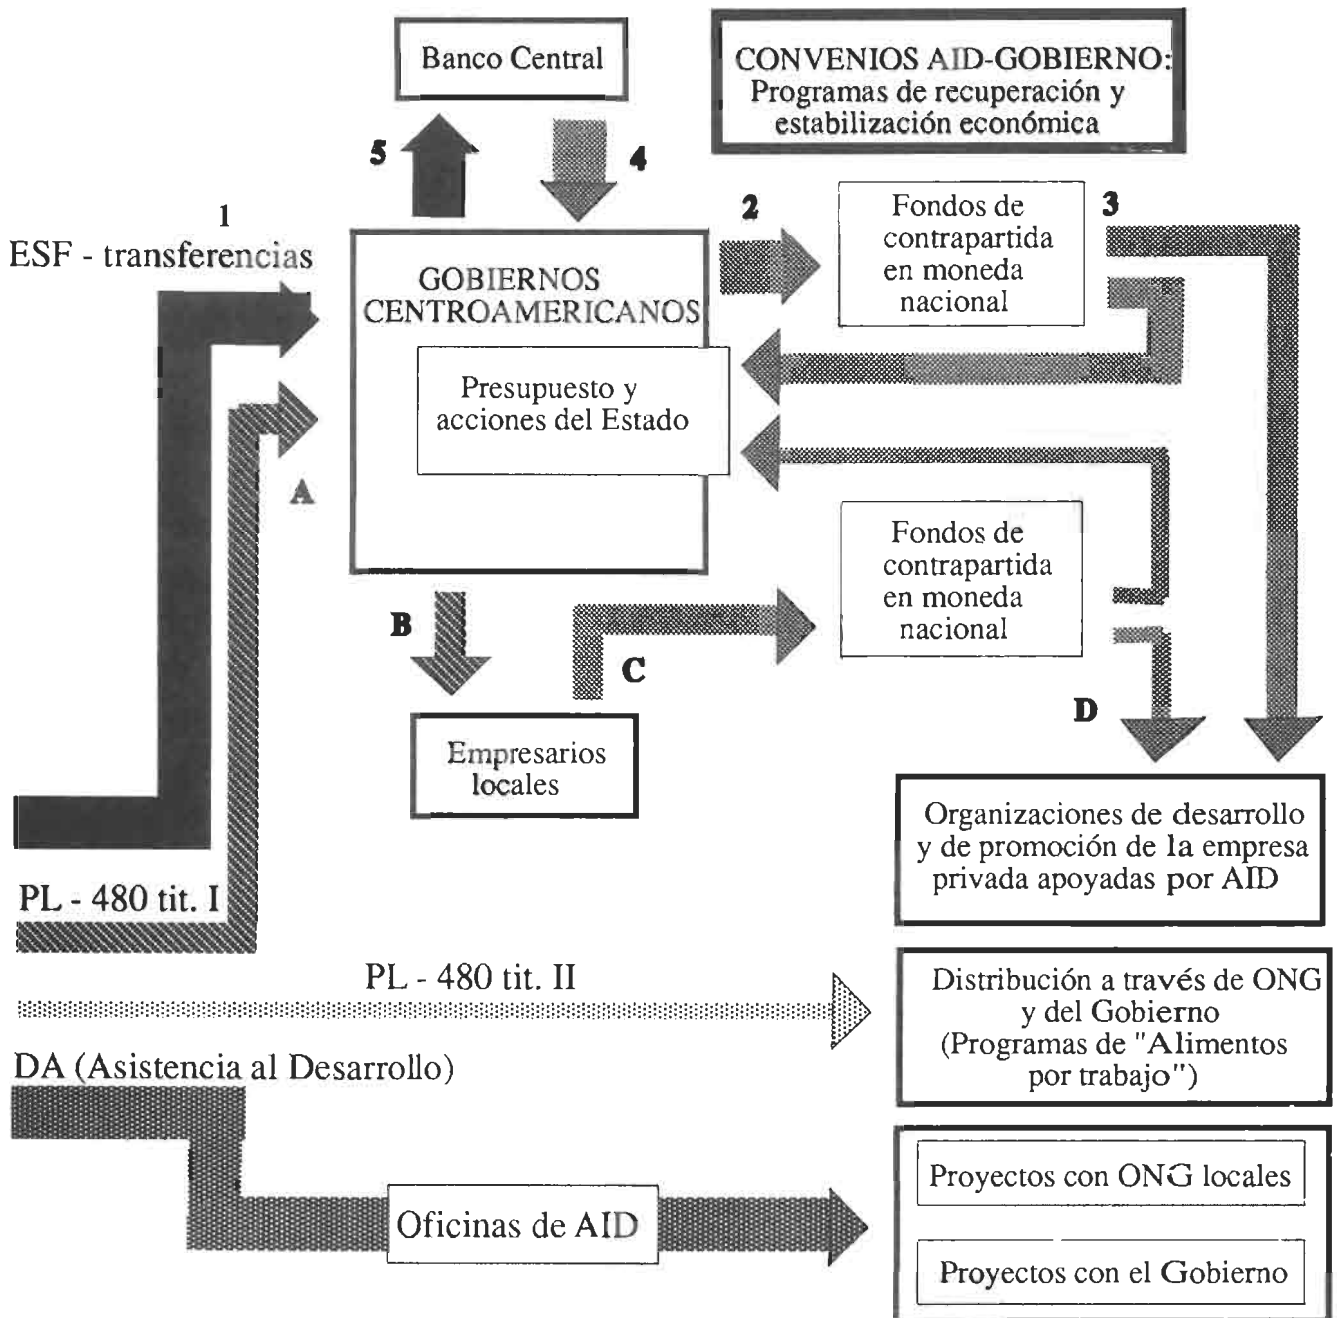 Banco Central
CONVENIOS AID-GOBIERNO:
Programas de recuperación y
estabilización económica
5
4
1
ESF - transferencias
2
Fondos de
contrapartida
en moneda
nacional
3
GOBIERNOS
CENTROAMERICANOS
Presupuesto y
acciones del Estado
A
Fondos de
contrapartida
en moneda
nacional
B
C
D
Empresarios
locales
Organizaciones de desarrollo
y de promoción de la empresa
privada apoyadas por AID
PL - 480 tit. I
PL - 480 tit. II
Distribución a través de ONG
y del Gobierno
(Programas de "Alimentos
por trabajo")
DA (Asistencia al Desarrollo)
Oficinas de AID
Proyectos con ONG locales
Proyectos con el Gobierno